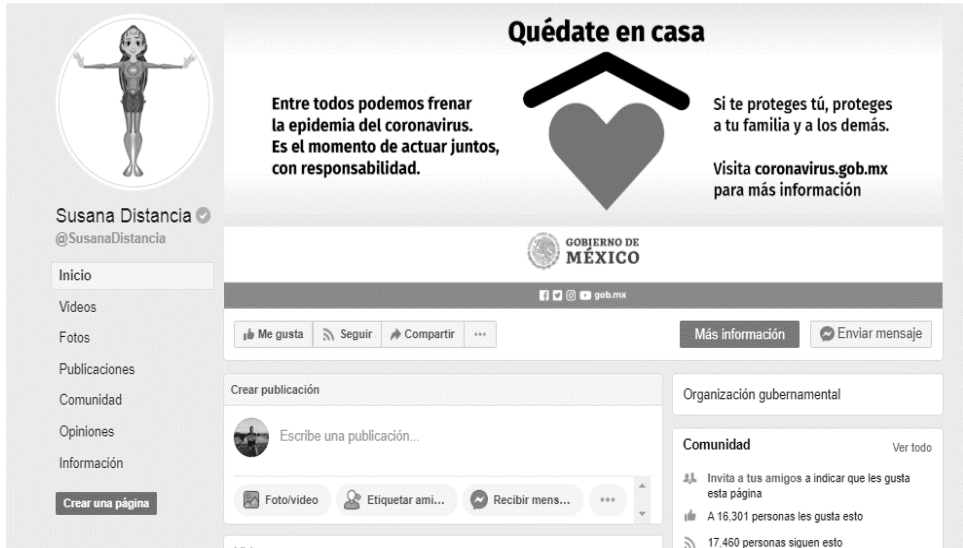 Quédate en casa
Entre todos podemos frenar
la epidemia del coronavirus.
Es el momento de actuar juntos,
con responsabilidad.
Si te proteges tú, proteges
a tu familia y a los demás.
Visita coronavirus.gob.mx
para más información
GOBIERNO DE
MÉXICO
gob.mx
Susana Distancia
@SusanaDistancia
Inicio
Videos
Fotos
Publicaciones
Comunidad
Opiniones
Información
Crear una página
Me gusta
Seguir
Compartir
Más información
Enviar mensaje
Crear publicación
Escribe una publicación...
Foto/video
Etiquetar ami...
Recibir mens...
Organización gubernamental
Comunidad
Ver todo
Invita a tus amigos a indicar que les gusta
esta página
A 16,301 personas les gusta esto
17,460 personas siguen esto